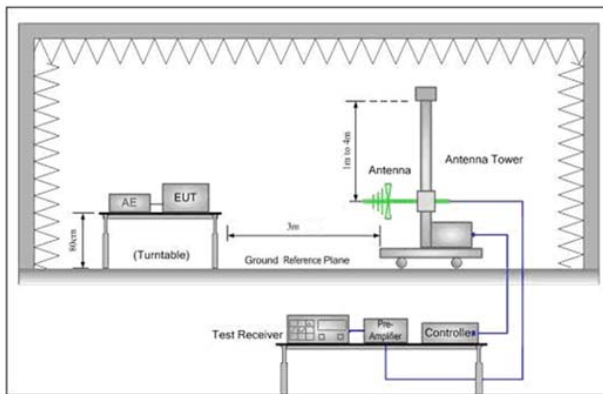 1m to 4m
Antenna
Antenna Tower
AE
EUT
80cm
(Turntable)
3m
Ground Reference Plane
Test Receiver
Pre-
Amplifier
Controller